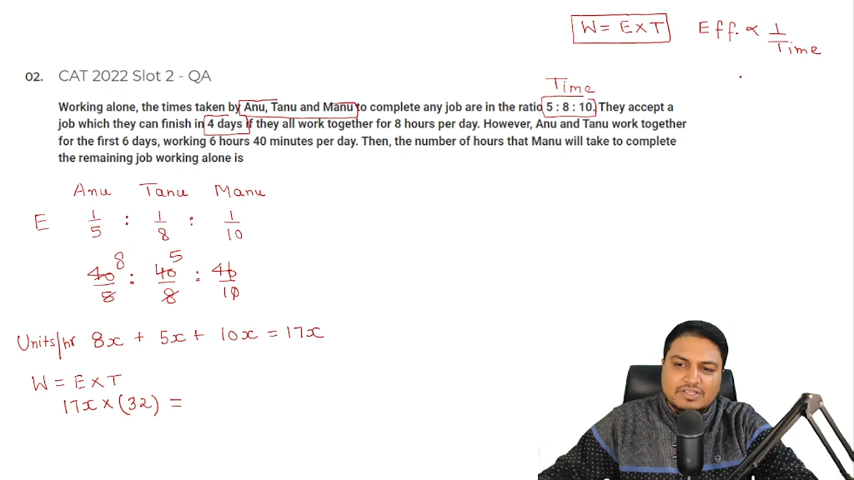 W = E × T Eff. ∝ 1/Time
02. CAT 2022 Slot 2 - QA
Time
Working alone, the times taken by Anu, Tanu and Manu to complete any job are in the ratio 5 : 8 : 10. They accept a
job which they can finish in 4 days if they all work together for 8 hours per day. However, Anu and Tanu work together
for the first 6 days, working 6 hours 40 minutes per day. Then, the number of hours that Manu will take to complete
the remaining job working alone is
Anu Tanu Manu
E 1/5 : 1/8 : 1/10
8 5
40/5 : 40/8 : 40/10
Units/hr 8x + 5x + 10x = 17x
W = E × T
17x × (32) =